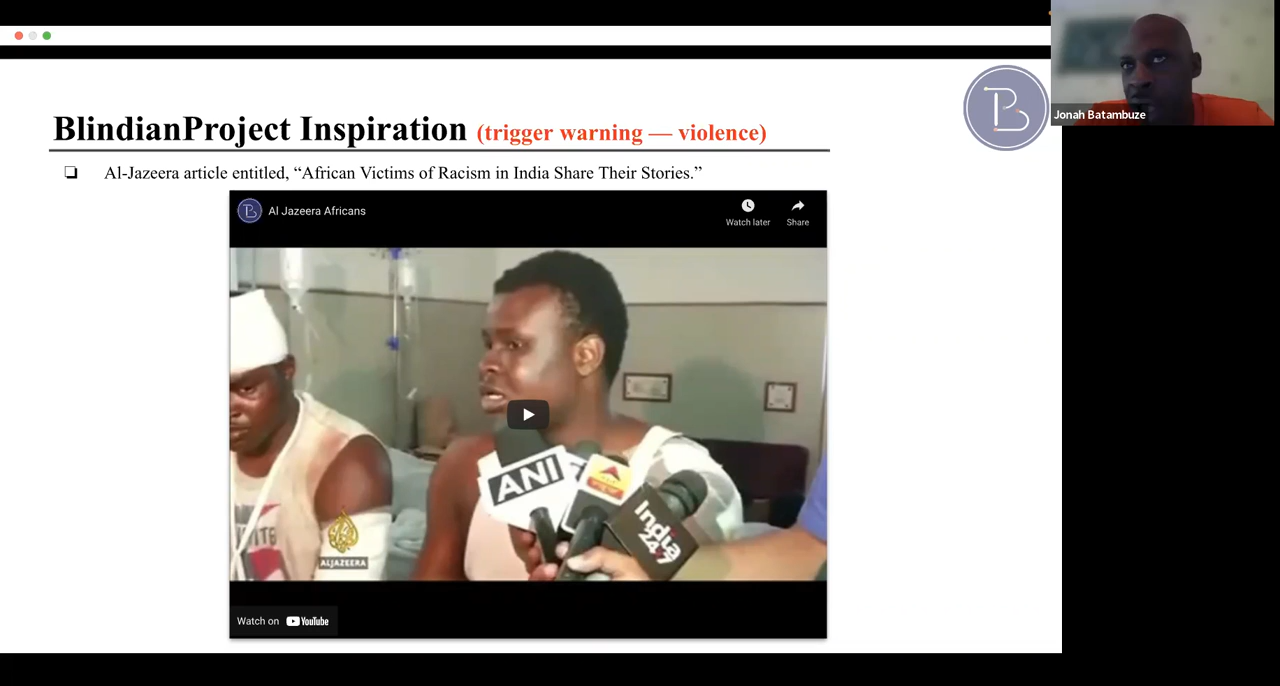 Jonah Batambuze
BlindianProject Inspiration (trigger warning — violence)
Al-Jazeera article entitled, “African Victims of Racism in India Share Their Stories.”
Al Jazeera Africans
Watch later
Share
ANI
India
24x7
ALJAZEERA
Watch on YouTube